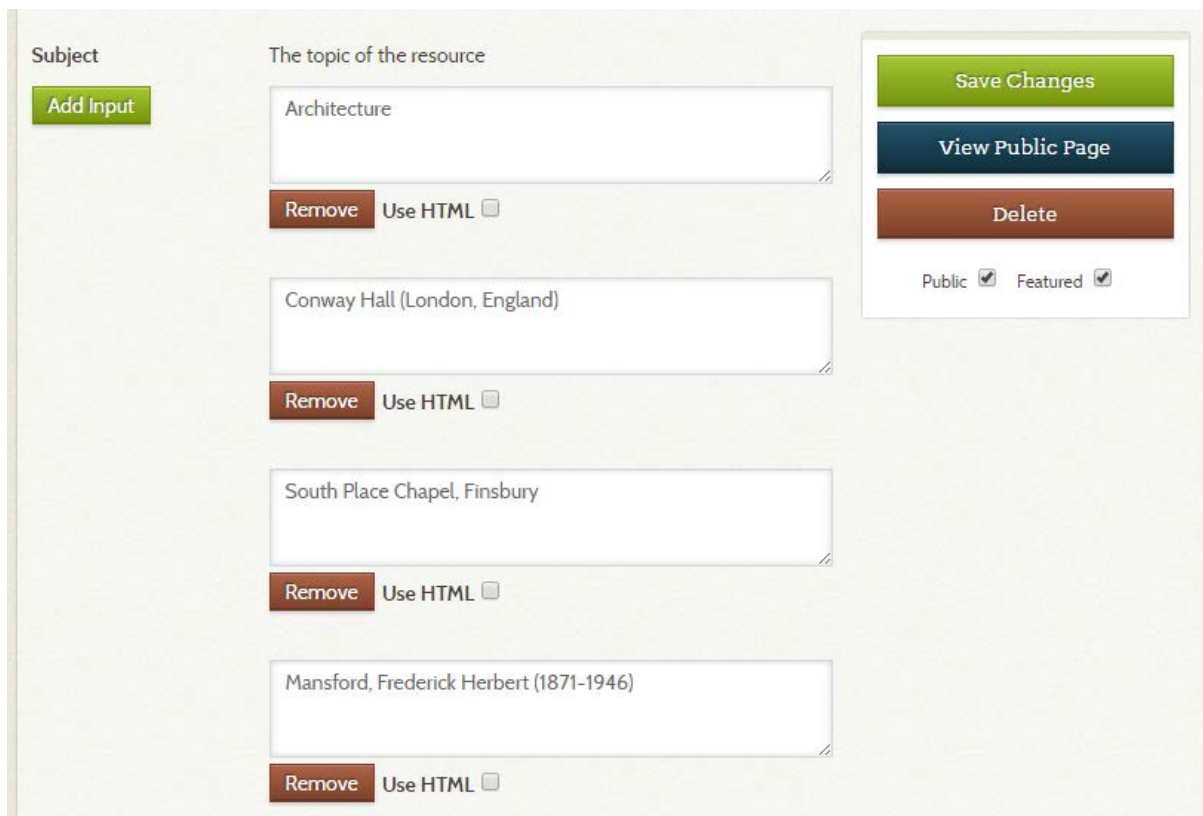 Subject
The topic of the resource
Add Input
Architecture
Remove Use HTML
Conway Hall (London, England)
Remove Use HTML
South Place Chapel, Finsbury
Remove Use HTML
Mansford, Frederick Herbert (1871-1946)
Remove Use HTML
Save Changes
View Public Page
Delete
Public Featured